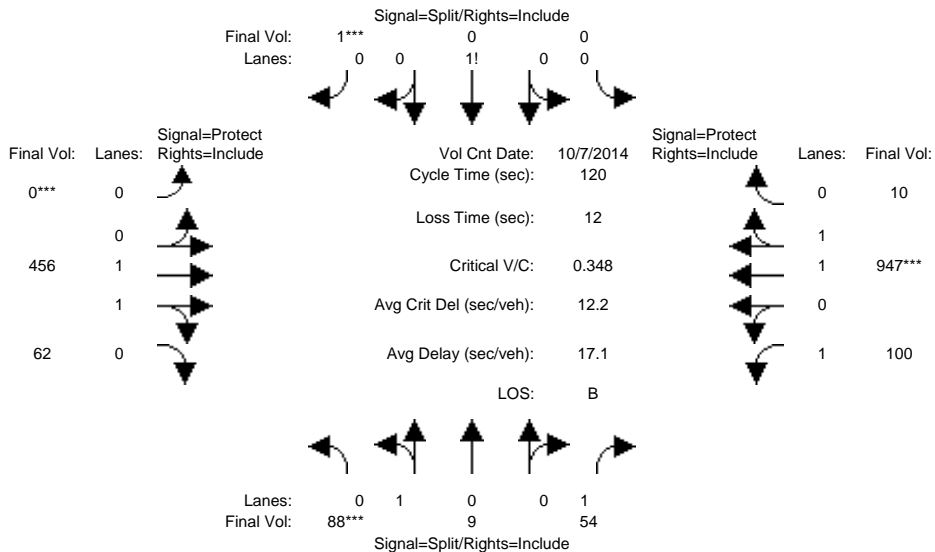 Signal=Split/Rights=Include
Final Vol: 1*** 0 0
Lanes: 0 0 1! 0 0
Signal=Protect Signal=Protect
Final Vol: Lanes: Rights=Include Vol Cnt Date: 10/7/2014 Rights=Include Lanes: Final Vol:
Cycle Time (sec): 120
0*** 0 0 10
Loss Time (sec): 12
0 1
456 1 Critical V/C: 0.348 1 947***
1 Avg Crit Del (sec/veh): 12.2 0
62 0 Avg Delay (sec/veh): 17.1 1 100
LOS: B
Lanes: 0 1 0 0 1
Final Vol: 88*** 9 54
Signal=Split/Rights=Include